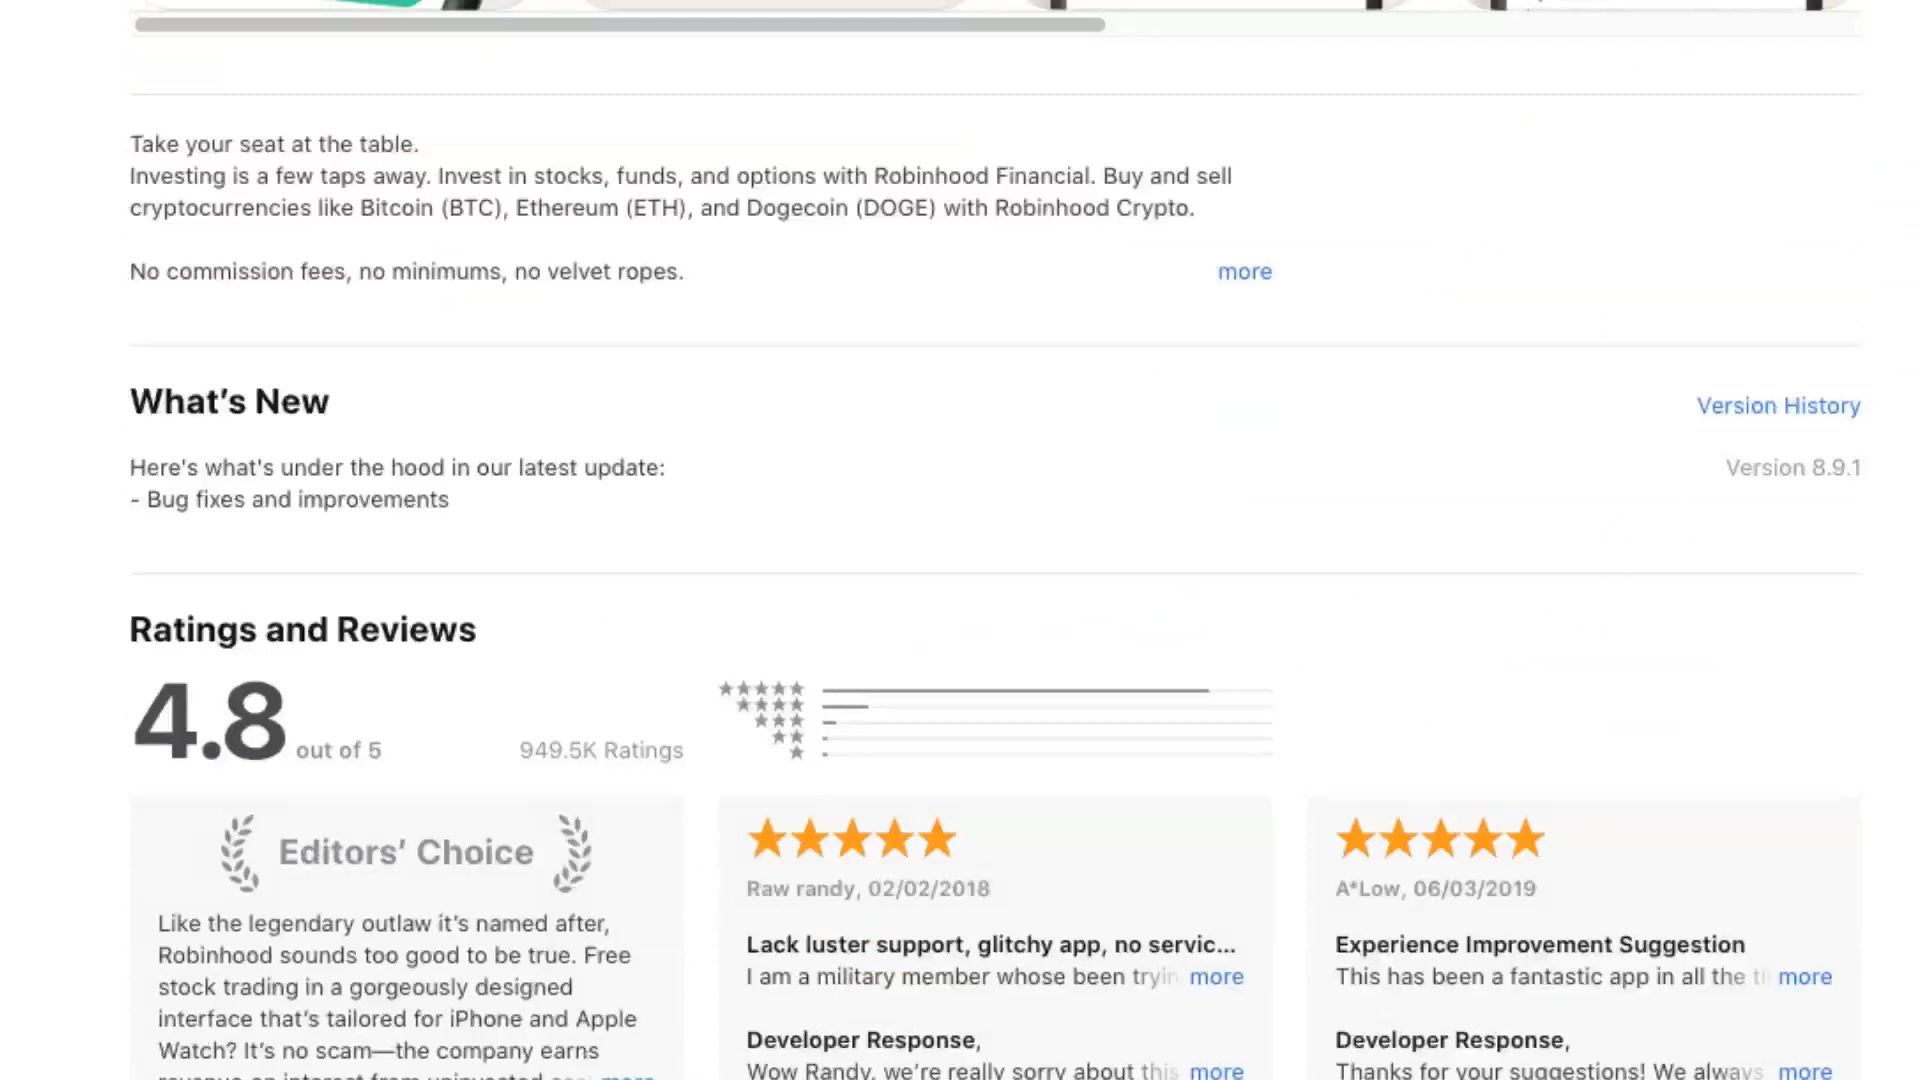 Take your seat at the table.
Investing is a few taps away. Invest in stocks, funds, and options with Robinhood Financial. Buy and sell
cryptocurrencies like Bitcoin (BTC), Ethereum (ETH), and Dogecoin (DOGE) with Robinhood Crypto.
No commission fees, no minimums, no velvet ropes.
more
What’s New
Version History
Here's what's under the hood in our latest update:
Version 8.9.1
- Bug fixes and improvements
Ratings and Reviews
4.8 out of 5
949.5K Ratings
Editors’ Choice
Like the legendary outlaw it’s named after,
Robinhood sounds too good to be true. Free
stock trading in a gorgeously designed
interface that’s tailored for iPhone and Apple
Watch? It’s no scam—the company earns
revenue on interest from uninvested
more
Raw randy, 02/02/2018
Lack luster support, glitchy app, no servic...
I am a military member whose been tryin more
Developer Response,
Wow Randy, we’re really sorry about this more
A*Low, 06/03/2019
Experience Improvement Suggestion
This has been a fantastic app in all the more
Developer Response,
Thanks for your suggestions! We always more